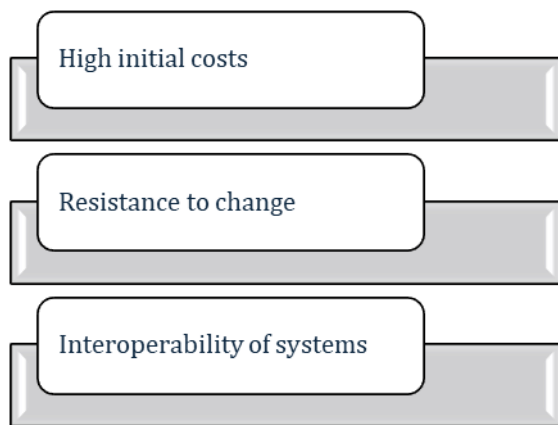 High initial costs
Resistance to change
Interoperability of systems